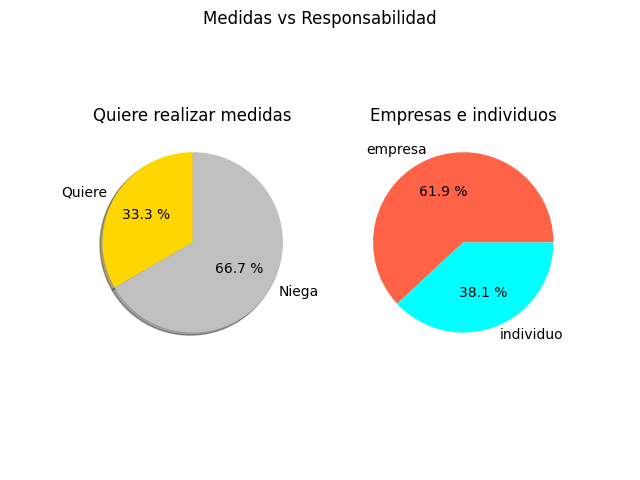 Medidas vs Responsabilidad
Quiere realizar medidas
Quiere
33.3 %
66.7 %
Niega
Empresas e individuos
empresa
61.9 %
38.1 %
individuo